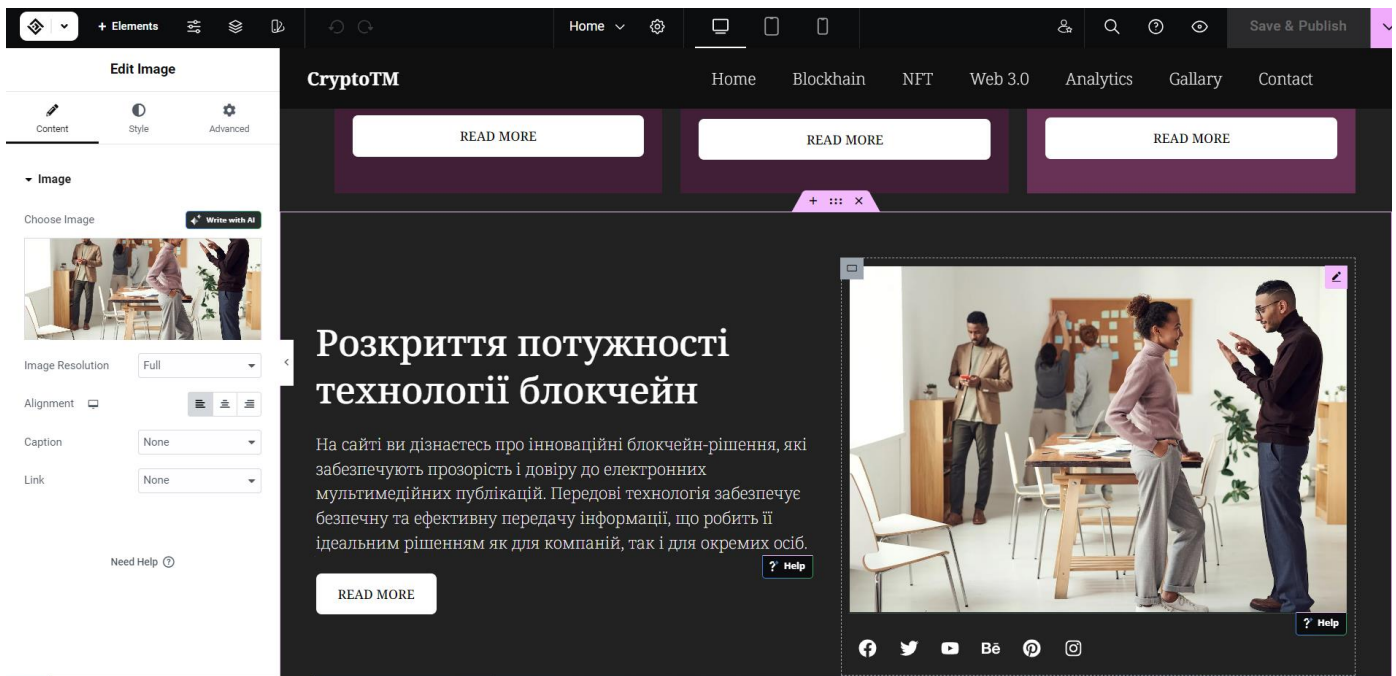 + Elements
Home
Save & Publish
Edit Image
Content
Style
Advanced
Image
Choose Image
Write with AI
Image Resolution
Full
Alignment
Caption
None
Link
None
Need Help
CryptoTM
Home
Blockhain
NFT
Web 3.0
Analytics
Gallary
Contact
READ MORE
READ MORE
READ MORE
Розкриття потужності
технології блокчейн
На сайті ви дізнаєтесь про інноваційні блокчейн-рішення, які
забезпечують прозорість і довіру до електронних
мультимедійних публікацій. Передові технологія забезпечує
безпечну та ефективну передачу інформації, що робить її
ідеальним рішенням як для компаній, так і для окремих осіб.
? Help
READ MORE
? Help
Bē